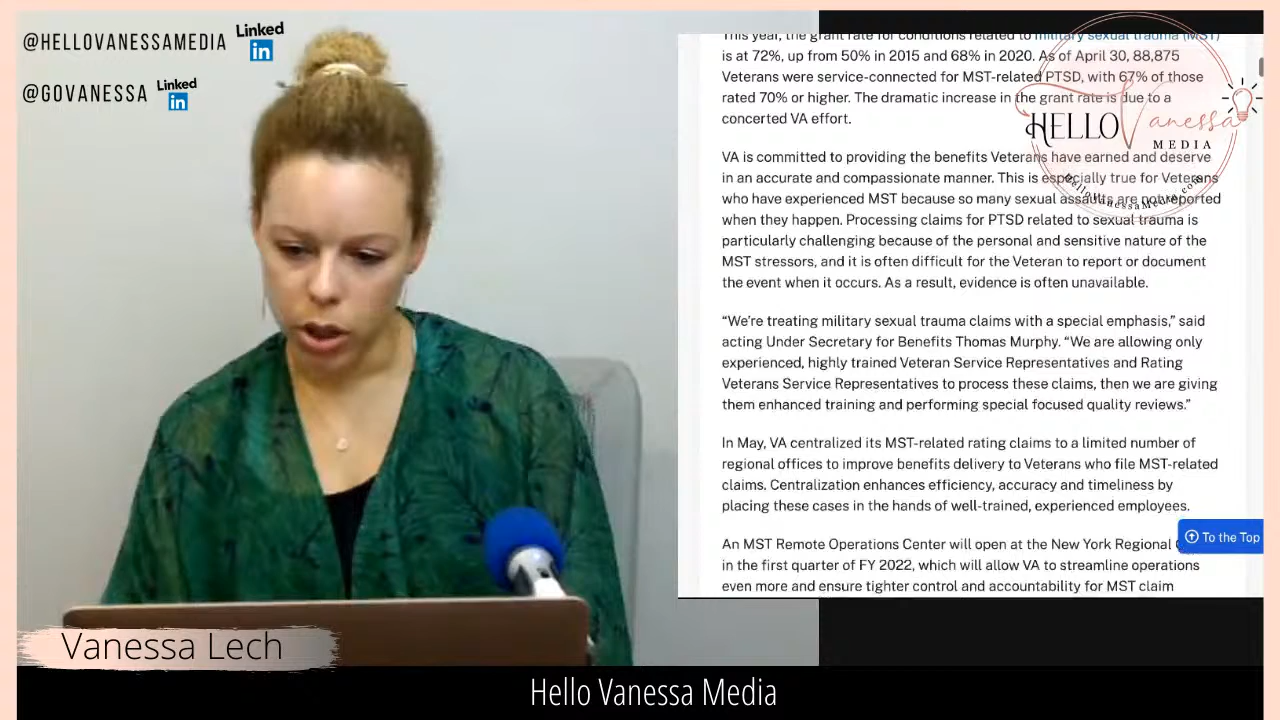 @HELLOVANESSAMEDIA
Linked in
@GOVANESSA
Linked in
This year, the grant rate for conditions related to military sexual trauma (MST)
is at 72%, up from 50% in 2015 and 68% in 2020. As of April 30, 88,875
Veterans were service-connected for MST-related PTSD, with 67% of those
rated 70% or higher. The dramatic increase in the grant rate is due to a
concerted VA effort.
HELLO Vanessa
MEDIA
HelloVanessaMedia.com
VA is committed to providing the benefits Veterans have earned and deserve
in an accurate and compassionate manner. This is especially true for Veterans
who have experienced MST because so many sexual assaults are not reported
when they happen. Processing claims for PTSD related to sexual trauma is
particularly challenging because of the personal and sensitive nature of the
MST stressors, and it is often difficult for the Veteran to report or document
the event when it occurs. As a result, evidence is often unavailable.
“We’re treating military sexual trauma claims with a special emphasis,” said
acting Under Secretary for Benefits Thomas Murphy. “We are allowing only
experienced, highly trained Veteran Service Representatives and Rating
Veterans Service Representatives to process these claims, then we are giving
them enhanced training and performing special focused quality reviews.”
In May, VA centralized its MST-related rating claims to a limited number of
regional offices to improve benefits delivery to Veterans who file MST-related
claims. Centralization enhances efficiency, accuracy and timeliness by
placing these cases in the hands of well-trained, experienced employees.
To the Top
An MST Remote Operations Center will open at the New York Regional
in the first quarter of FY 2022, which will allow VA to streamline operations
even more and ensure tighter control and accountability for MST claim
Vanessa Lech
Hello Vanessa Media